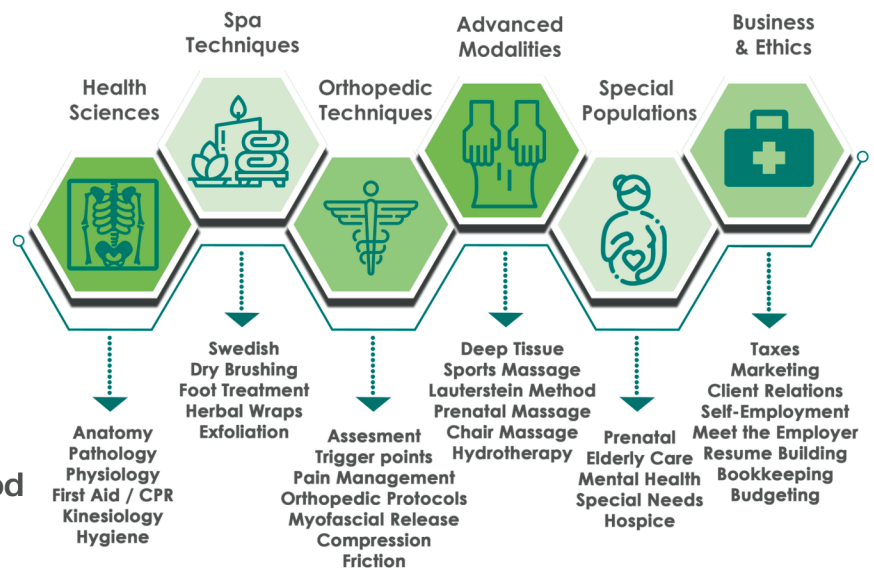 Health
Sciences
Anatomy
Pathology
Physiology
First Aid / CPR
Kinesiology
Hygiene
Spa
Techniques
Swedish
Dry Brushing
Foot Treatment
Herbal Wraps
Exfoliation
Orthopedic
Techniques
Assesment
Trigger points
Pain Management
Orthopedic Protocols
Myofascial Release
Compression
Friction
Advanced
Modalities
Deep Tissue
Sports Massage
Lauterstein Method
Prenatal Massage
Chair Massage
Hydrotherapy
Special
Populations
Prenatal
Elderly Care
Mental Health
Special Needs
Hospice
Business
& Ethics
Taxes
Marketing
Client Relations
Self-Employment
Meet the Employer
Resume Building
Bookkeeping
Budgeting